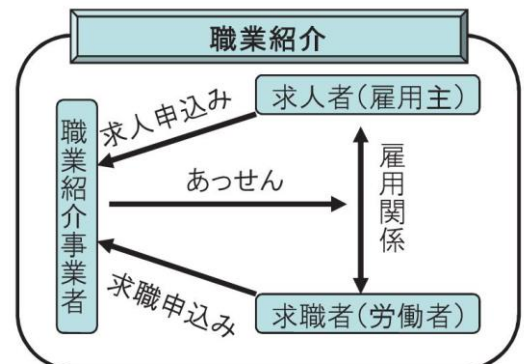 職業紹介
求人者(雇用主)
求人申込み
職業紹介事業者
あっせん
雇用関係
求職申込み
求職者(労働者)